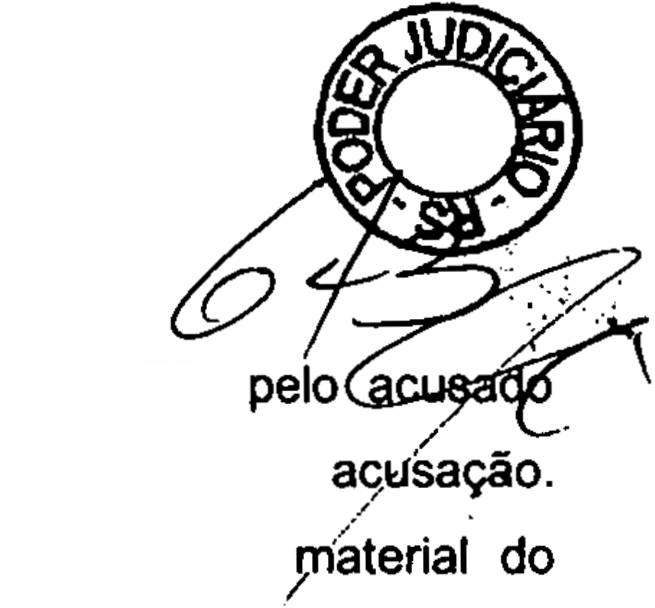 PODER JUDICIÁRIO - RS -
pelo acusado
acusação.
material do